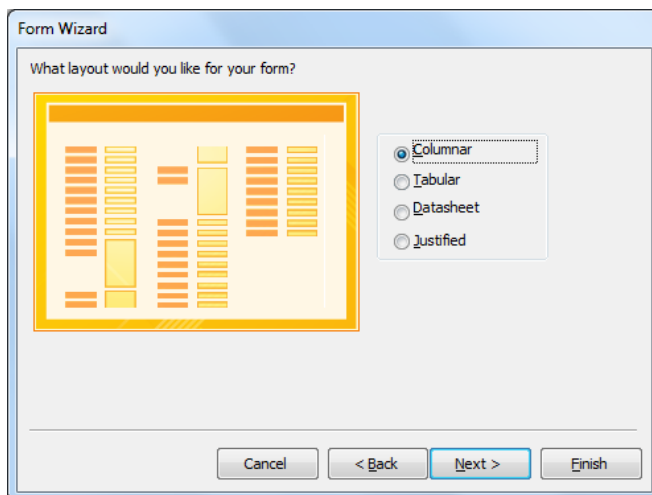 Form Wizard
What layout would you like for your form?
Columnar
Tabular
Datasheet
Justified
Cancel
< Back
Next >
Finish